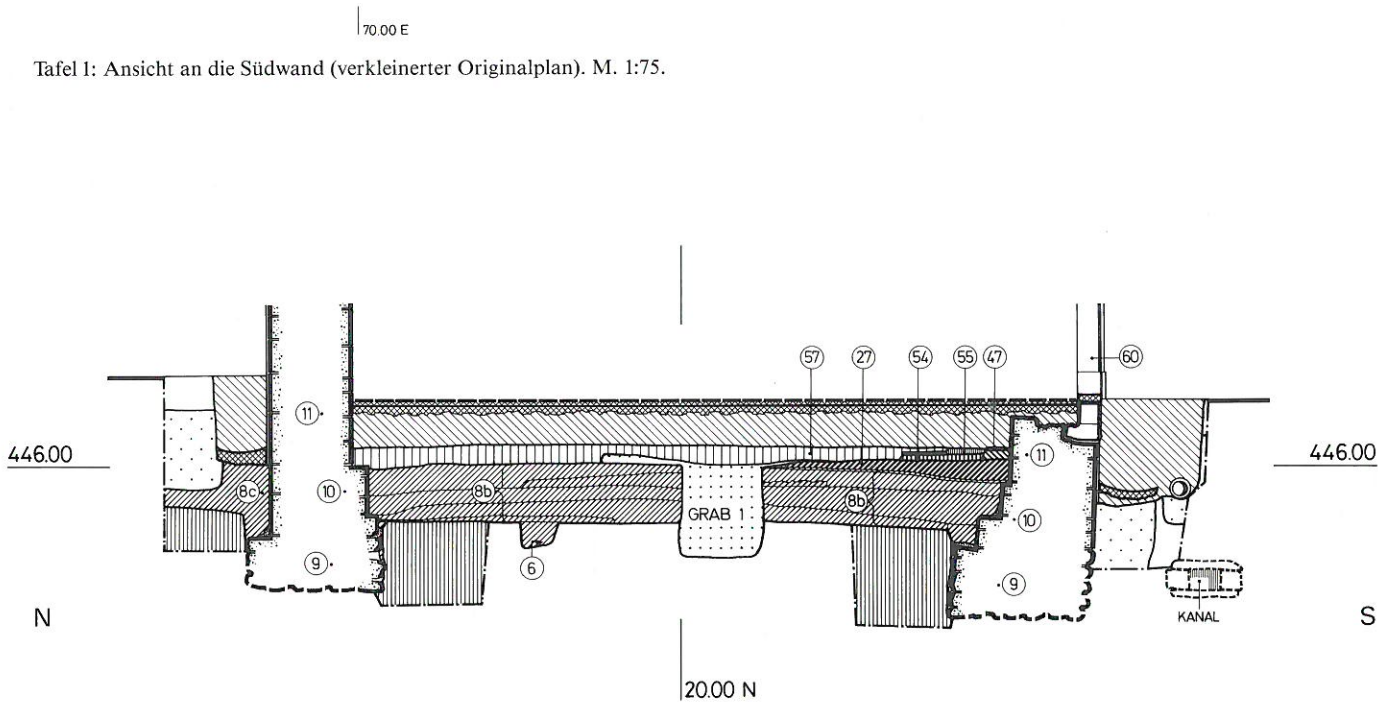 70.00 E
Tafel 1: Ansicht an die Südwand (verkleinerter Originalplan). M. 1:75.
57 27 54 55 47 60
11
446.00 11 446.00
8c 10 8b 8b 10
GRAB 1
9 6 9
KANAL
N S
20.00 N